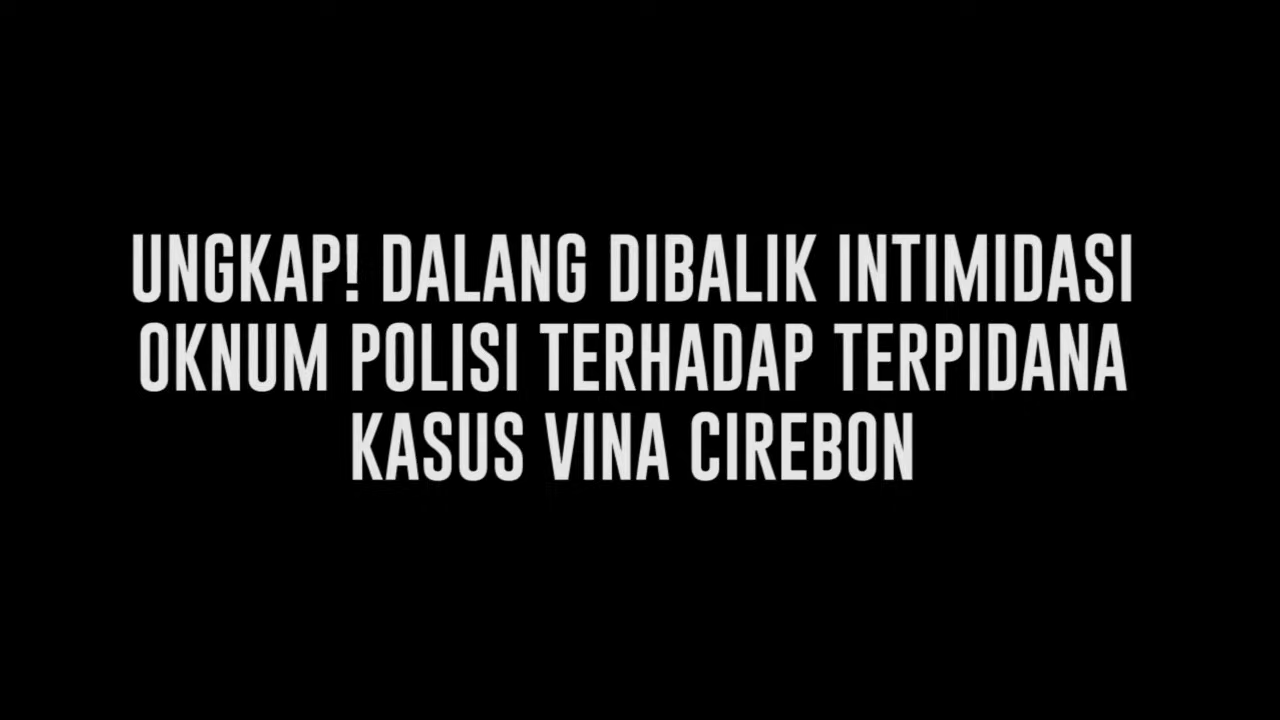 UNGKAP! DALANG DIBALIK INTIMIDASI
OKNUM POLISI TERHADAP TERPIDANA
KASUS VINA CIREBON